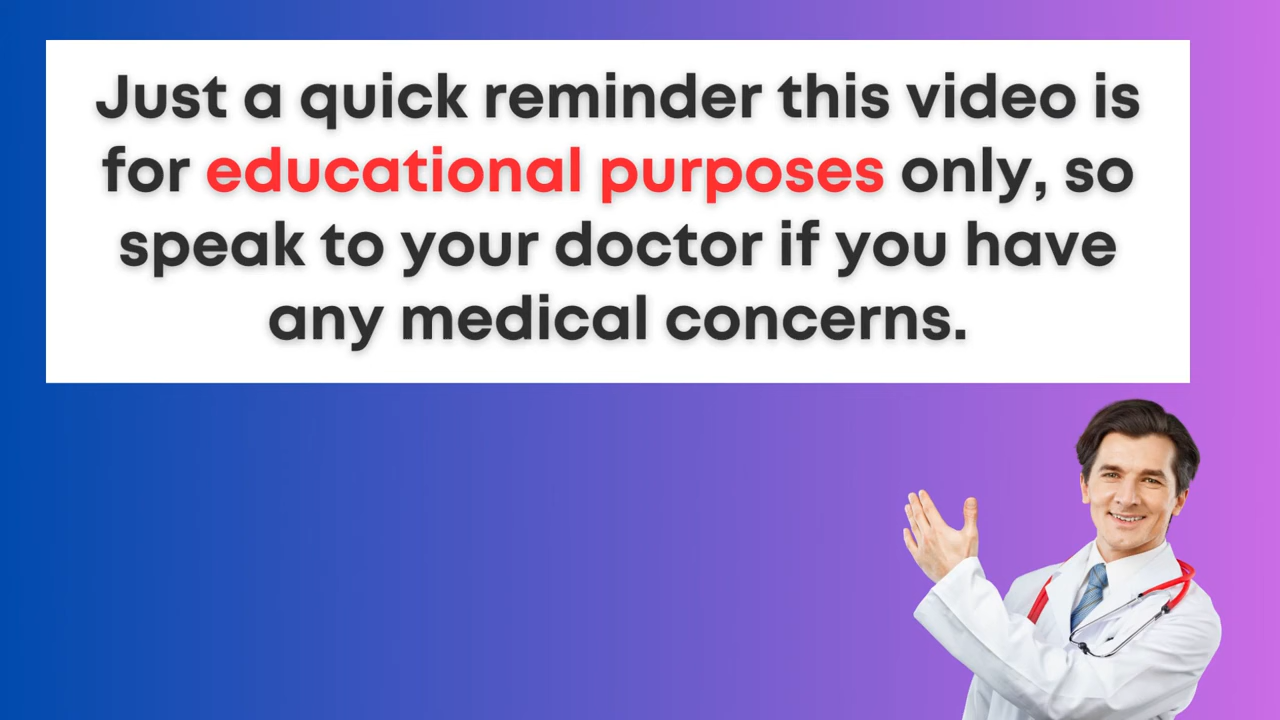 Just a quick reminder this video is
for educational purposes only, so
speak to your doctor if you have
any medical concerns.